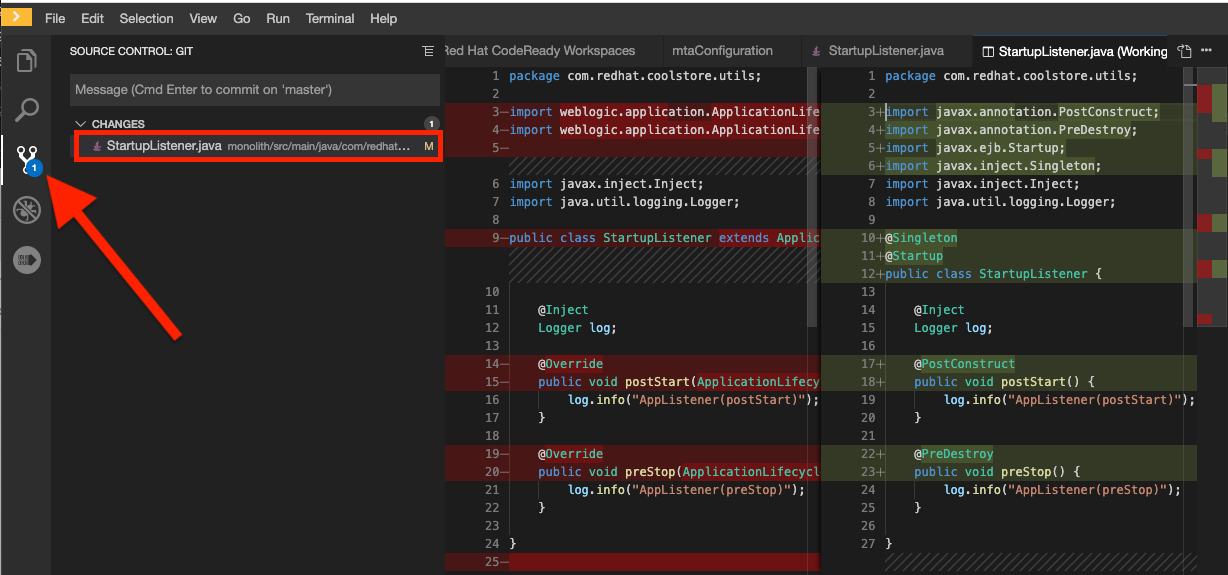 File Edit Selection View Go Run Terminal Help
SOURCE CONTROL: GIT
Message (Cmd Enter to commit on 'master')
CHANGES 1
StartupListener.java monolith/src/main/java/com/redhat... M
1
Red Hat CodeReady Workspaces mtaConfiguration StartupListener.java StartupListener.java (Working
1 package com.redhat.coolstore.utils;
2
3—import weblogic.application.ApplicationLife
4—import weblogic.application.ApplicationLife
5—
6 import javax.inject.Inject;
7 import java.util.logging.Logger;
8
9—public class StartupListener extends Applic
10
11 @Inject
12 Logger log;
13
14— @Override
15— public void postStart(ApplicationLifecy
16 log.info("AppListener(postStart)");
17 }
18
19— @Override
20— public void preStop(ApplicationLifecycl
21 log.info("AppListener(preStop)");
22 }
23
24 }
25—
1 package com.redhat.coolstore.utils;
2
3+import javax.annotation.PostConstruct;
4+import javax.annotation.PreDestroy;
5+import javax.ejb.Startup;
6+import javax.inject.Singleton;
7 import javax.inject.Inject;
8 import java.util.logging.Logger;
9
10+@Singleton
11+@Startup
12+public class StartupListener {
13
14 @Inject
15 Logger log;
16
17+ @PostConstruct
18+ public void postStart() {
19 log.info("AppListener(postStart)");
20 }
21
22+ @PreDestroy
23+ public void preStop() {
24 log.info("AppListener(preStop)");
25 }
26
27 }